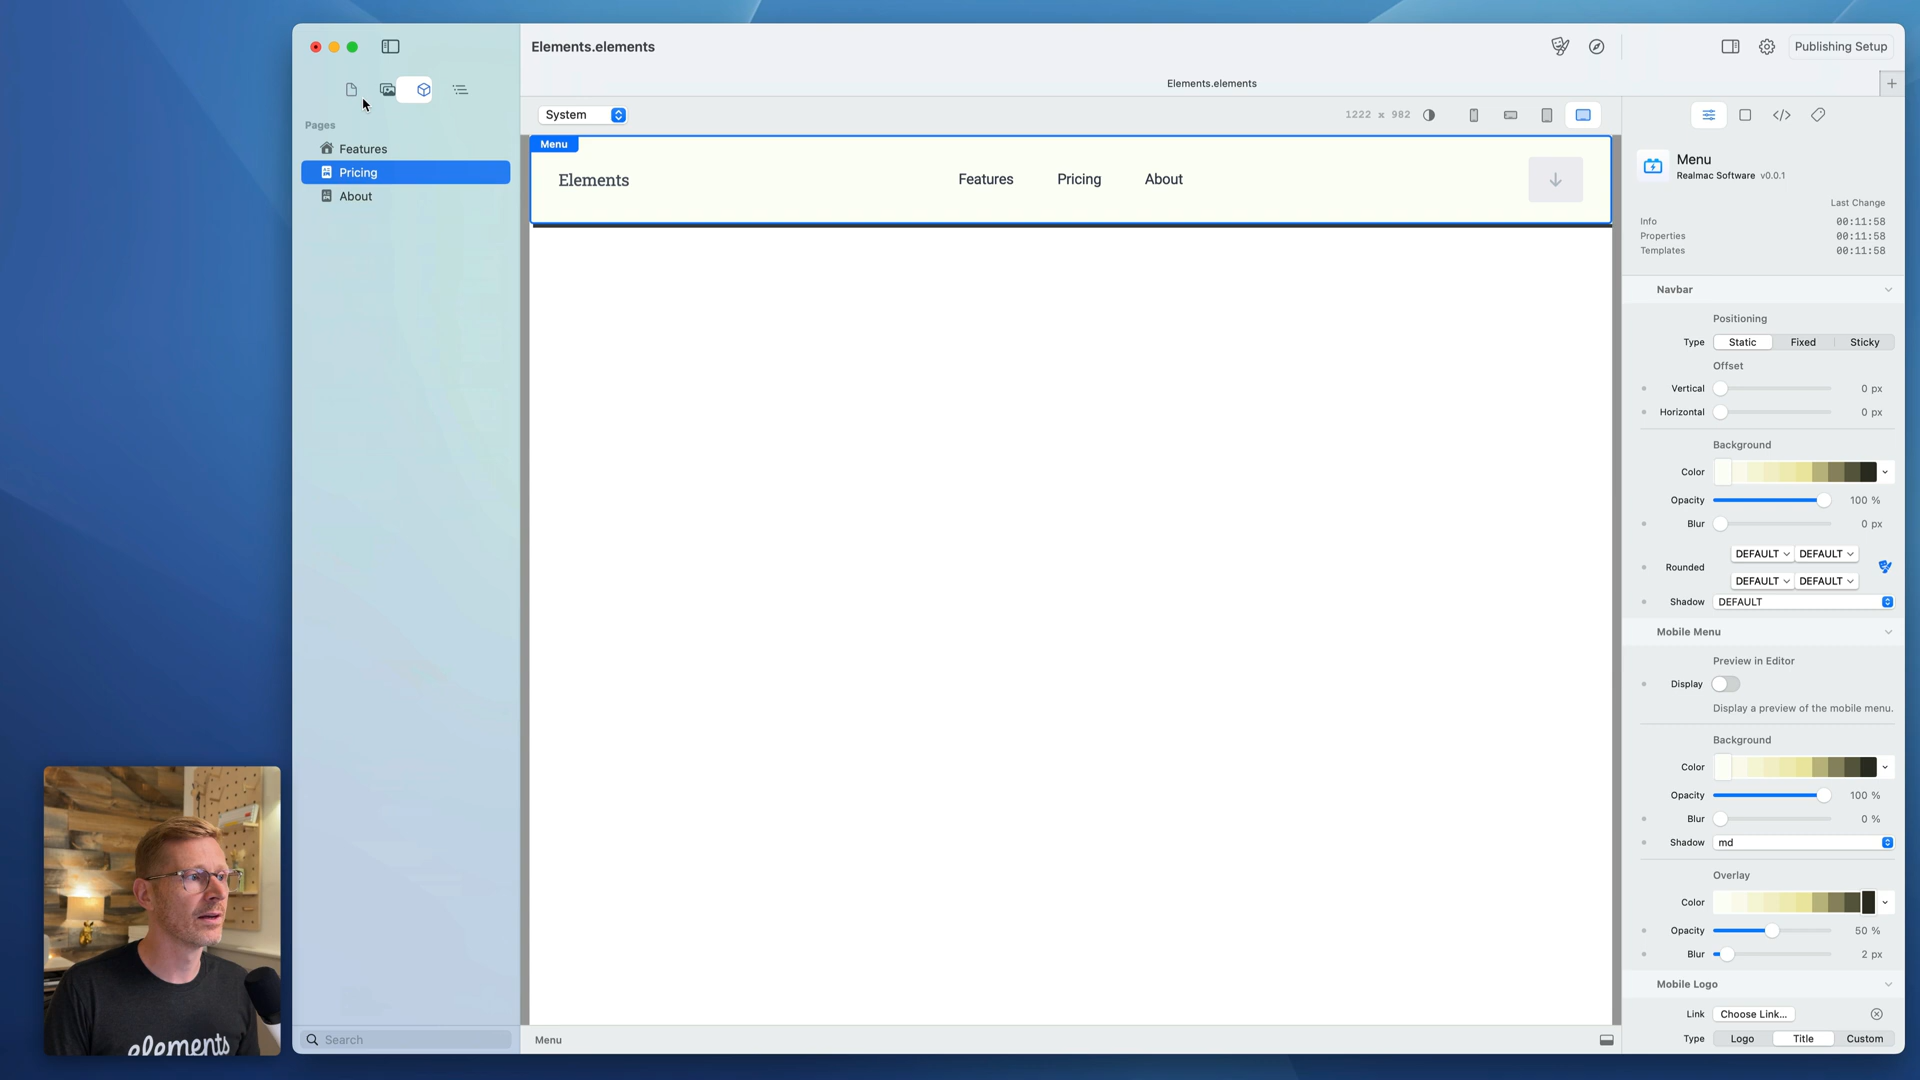 Elements.elements
Publishing Setup
Elements.elements
Pages
Features
Pricing
About
System
1222 x 982
Menu
Elements
Features
Pricing
About
Menu
Realmac Software v0.0.1
Last Change
Info 00:11:58
Properties 00:11:58
Templates 00:11:58
Navbar
Positioning
Type Static Fixed Sticky
Offset
Vertical 0 px
Horizontal 0 px
Background
Color
Opacity 100 %
Blur 0 px
DEFAULT DEFAULT
Rounded
DEFAULT DEFAULT
Shadow DEFAULT
Mobile Menu
Preview in Editor
Display
Display a preview of the mobile menu.
Background
Color
Opacity 100 %
Blur 0 %
Shadow md
Overlay
Color
Opacity 50 %
Blur 2 px
Mobile Logo
Link Choose Link...
Type Logo Title Custom
Search
Menu
elements